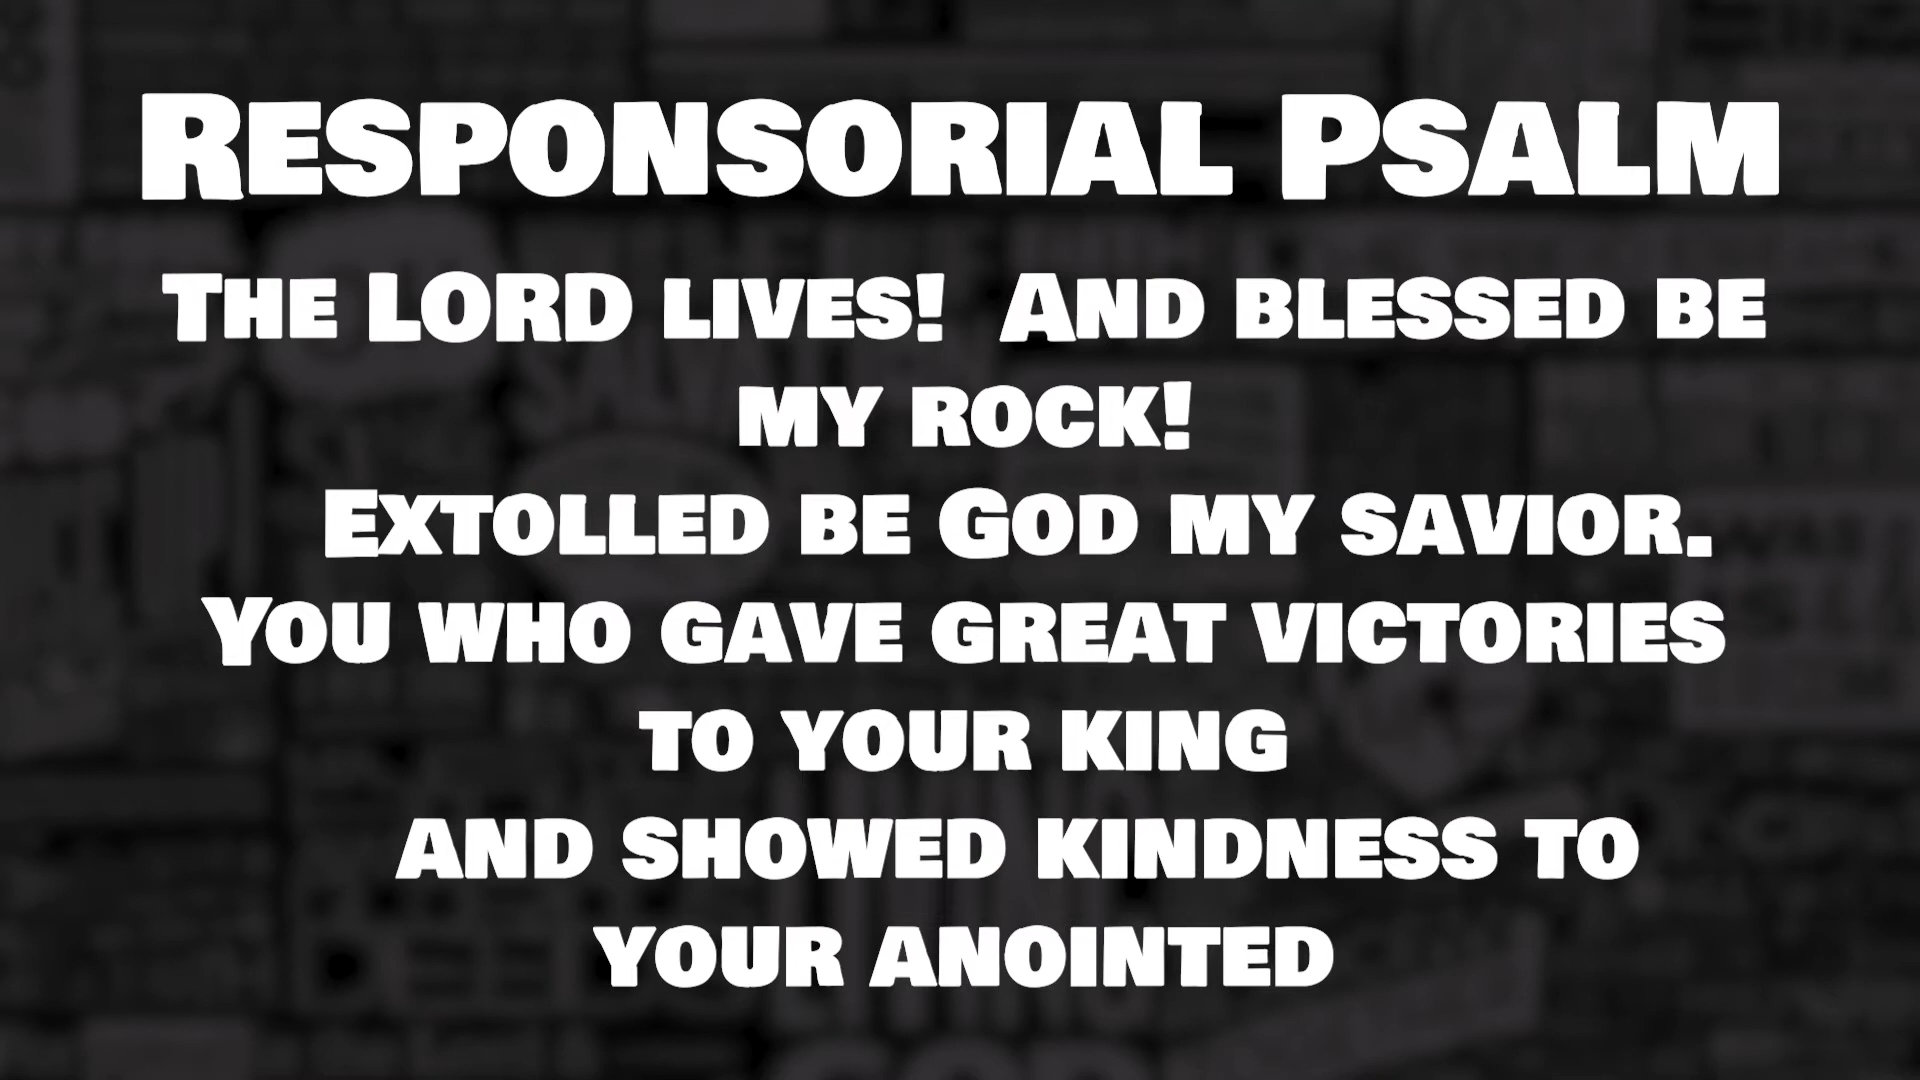 Responsorial Psalm
The LORD lives!  And blessed be
my rock!
Extolled be God my savior.
You who gave great victories
to your king
and showed kindness to
your anointed